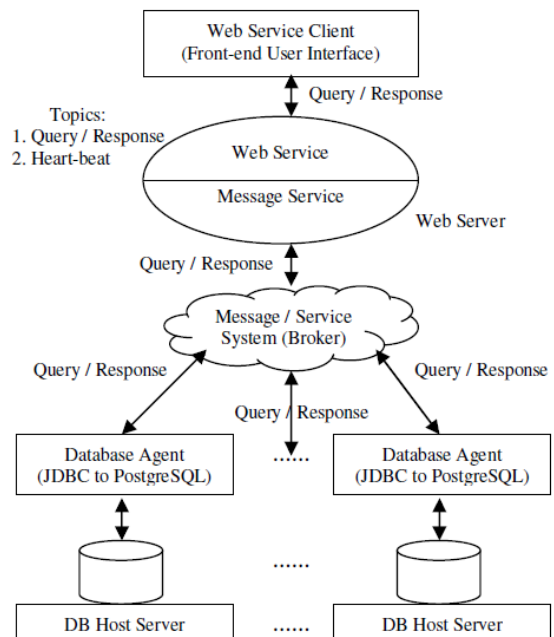 Web Service Client
(Front-end User Interface)
Query / Response
Topics:
1. Query / Response
2. Heart-beat
Web Service
Message Service
Web Server
Query / Response
Message / Service
System (Broker)
Query / Response
Query / Response
Query / Response
Database Agent
(JDBC to PostgreSQL)
......
Database Agent
(JDBC to PostgreSQL)
......
DB Host Server
......
DB Host Server